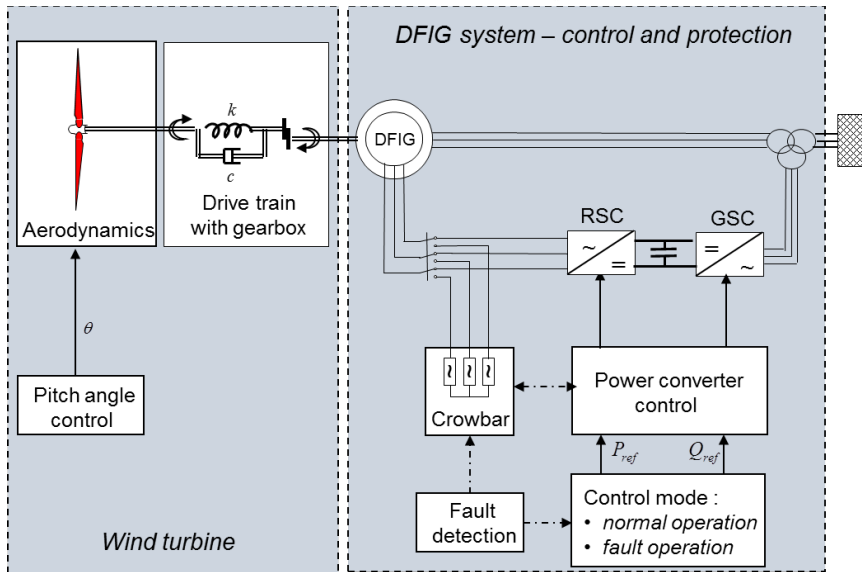 DFIG system – control and protection
k
c
DFIG
Aerodynamics
Drive train
with gearbox
RSC
GSC
~
=
=
~
θ
Pitch angle
control
~ ~ ~
Crowbar
Power converter
control
P_ref
Q_ref
Fault
detection
Control mode :
• normal operation
• fault operation
Wind turbine